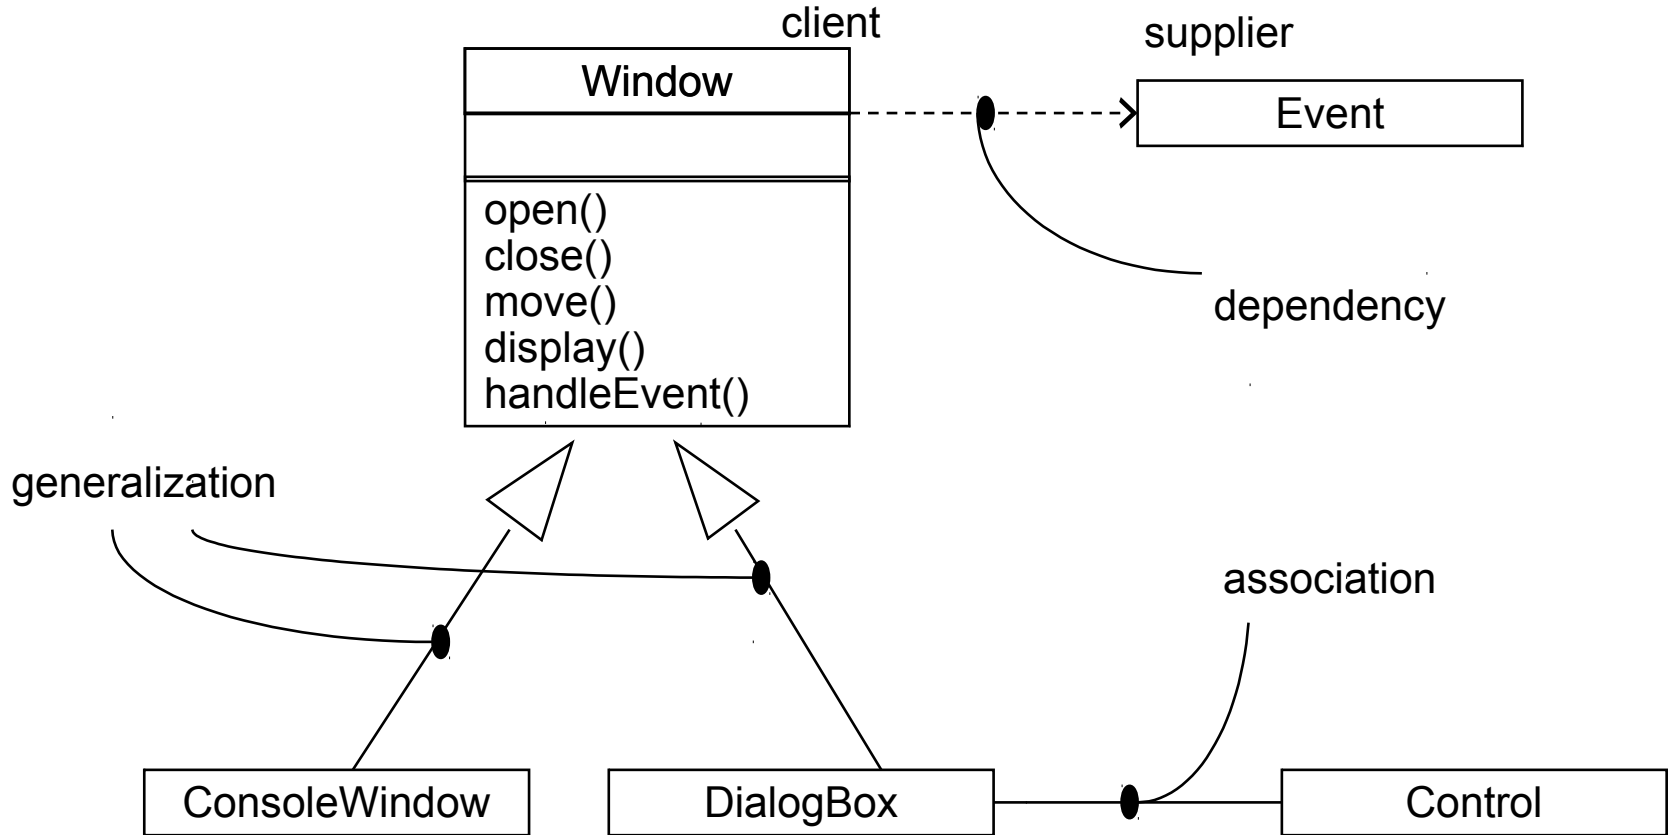 client
supplier
Window
Event
open()
close()
move()
display()
handleEvent()
dependency
generalization
association
ConsoleWindow
DialogBox
Control